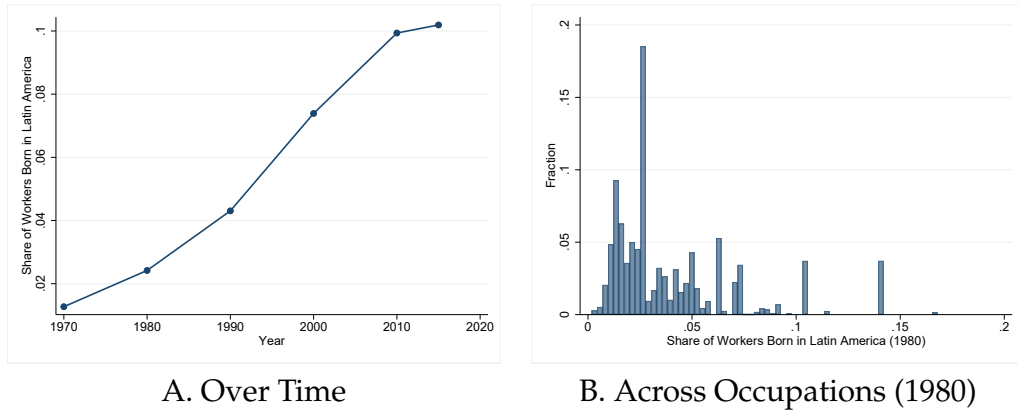 Share of Workers Born in Latin America
.1
.08
.06
.04
.02
1970 1980 1990 2000 2010 2020
Year
A. Over Time
Fraction
.2
.15
.1
.05
0
0 .05 .1 .15 .2
Share of Workers Born in Latin America (1980)
B. Across Occupations (1980)